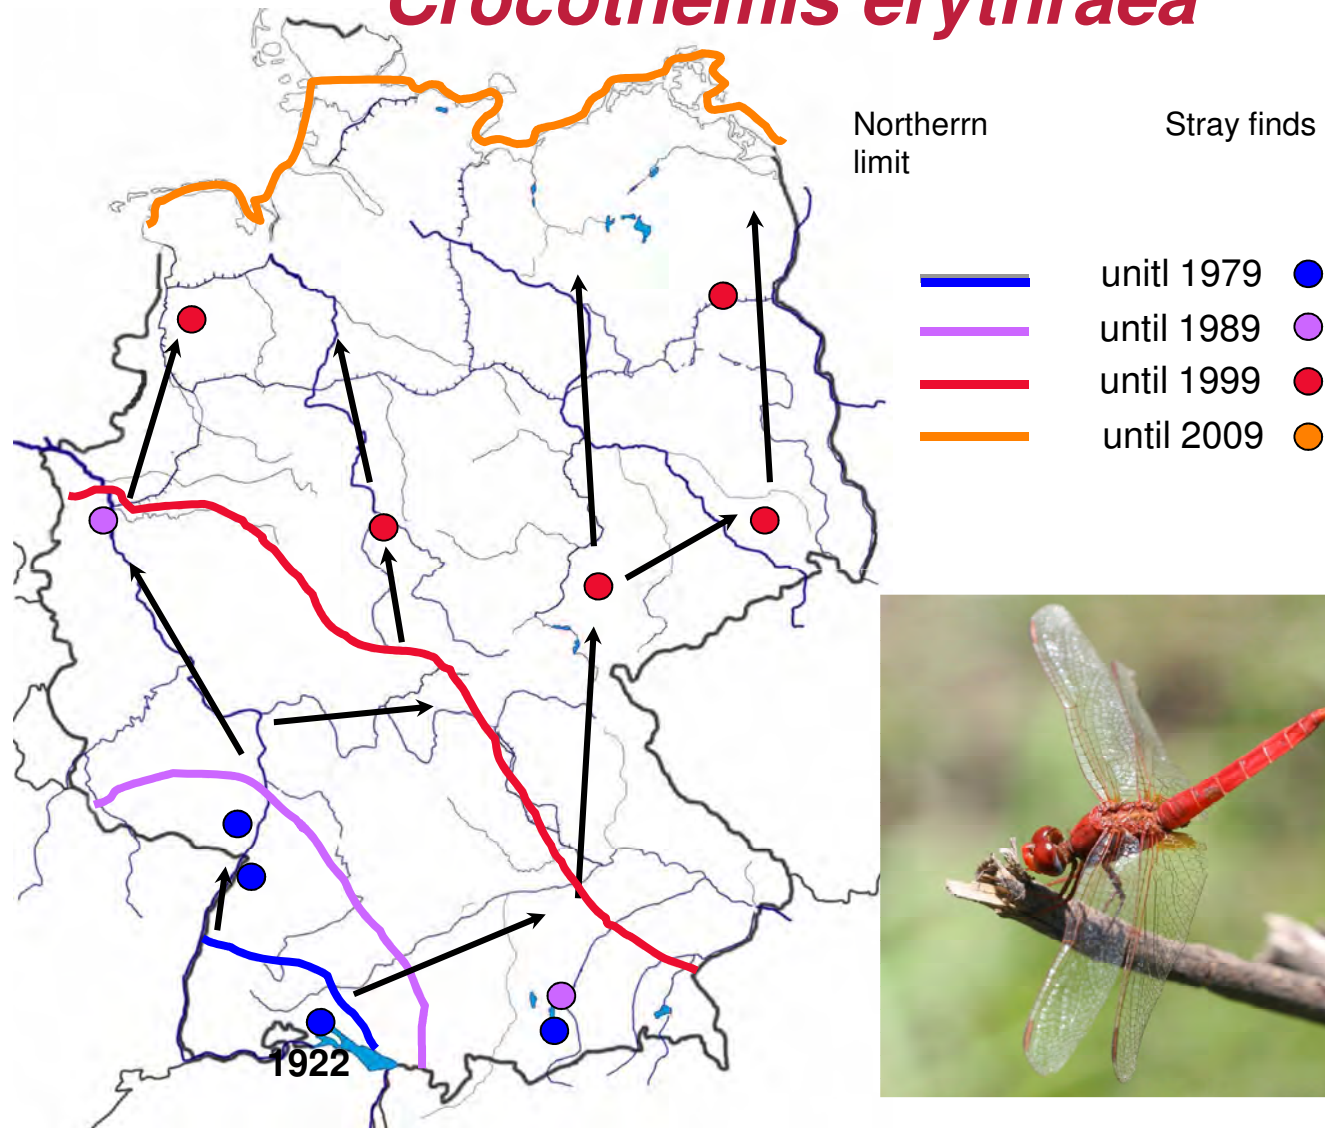 Crocothemis erythraea
Northerrn
limit
Stray finds
unitl 1979
until 1989
until 1999
until 2009
1922